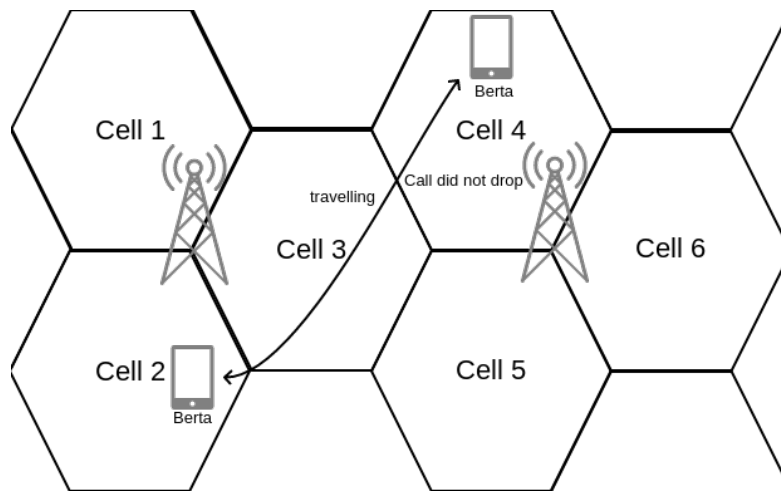 Berta
Cell 1
Cell 4
Call did not drop
travelling
Cell 3
Cell 6
Cell 2
Cell 5
Berta